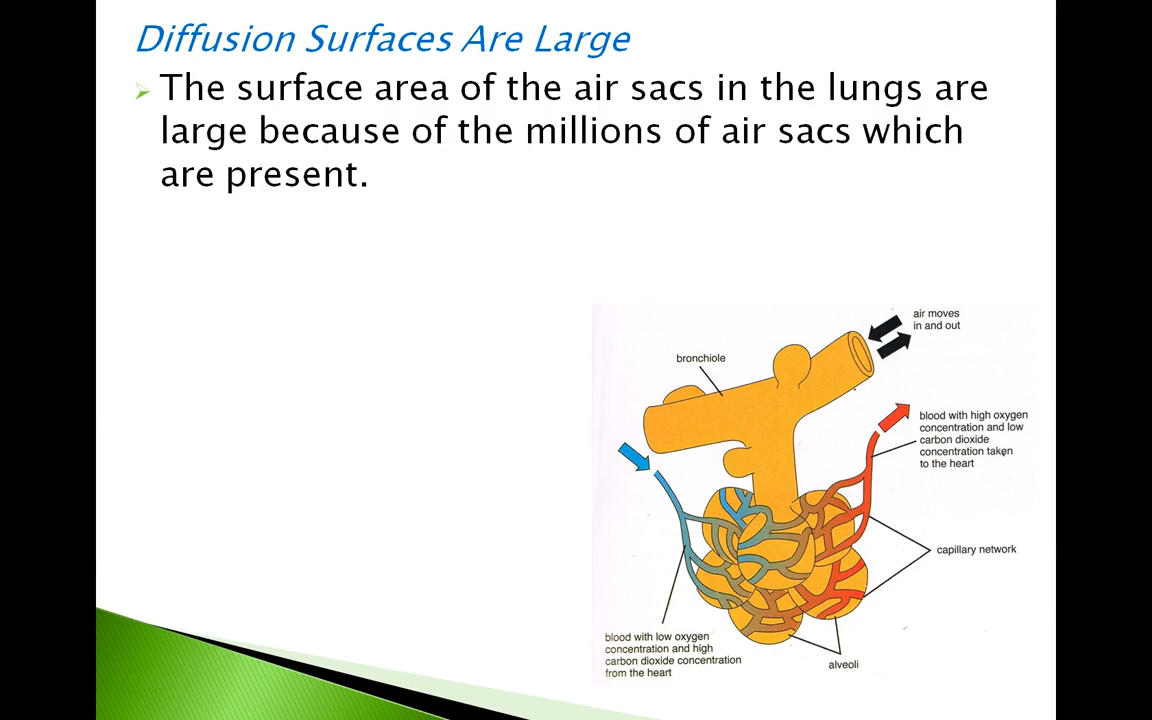 Diffusion Surfaces Are Large
The surface area of the air sacs in the lungs are
large because of the millions of air sacs which
are present.
air moves
in and out
bronchiole
blood with high oxygen
concentration and low
carbon dioxide
concentration taken
to the heart
capillary network
blood with low oxygen
concentration and high
carbon dioxide concentration
from the heart
alveoli